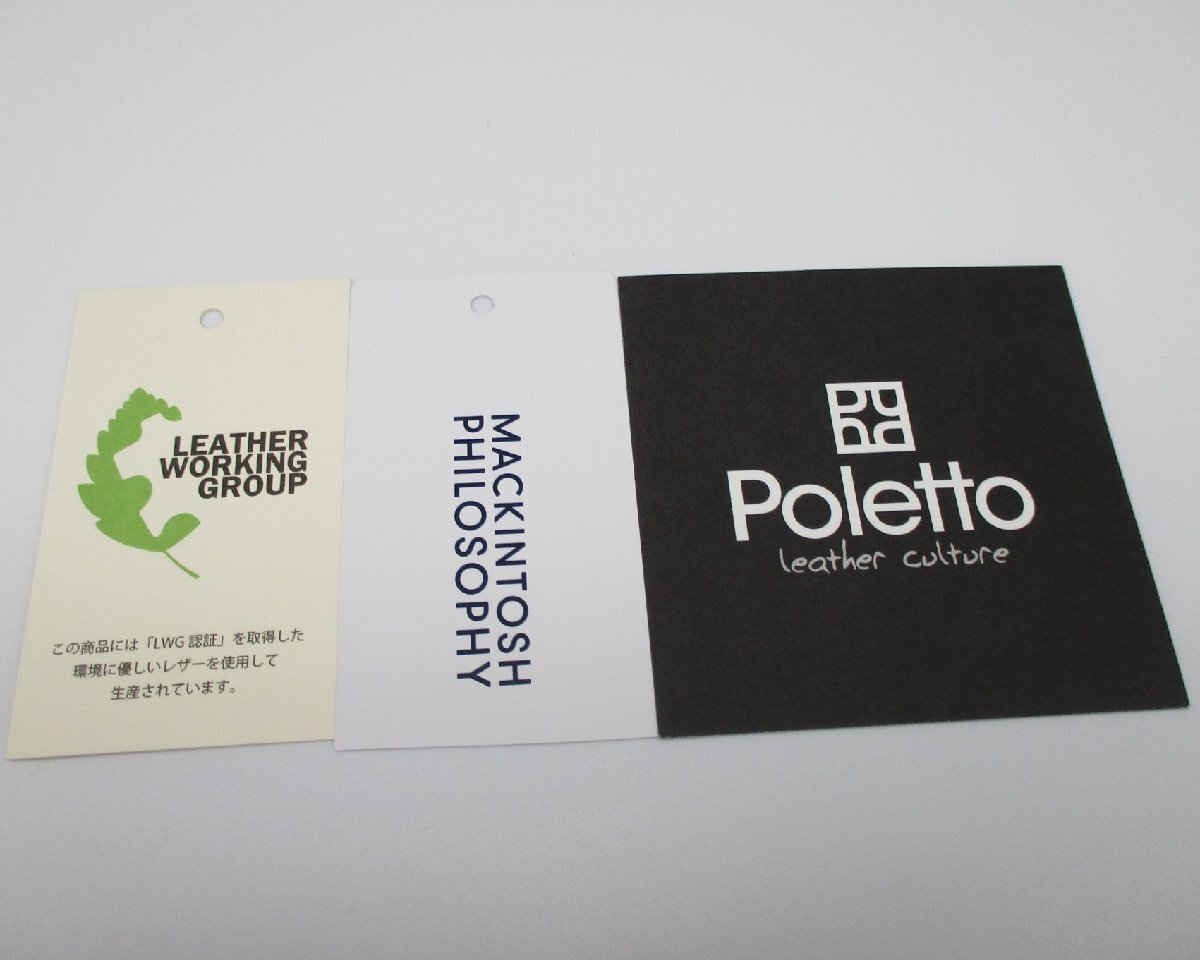 LEATHER
WORKING
GROUP
この商品には「LWG 認証」を取得した
環境に優しいレザーを使用して
生産されています。
MACKINTOSH
PHILOSOPHY
Poletto
leather culture